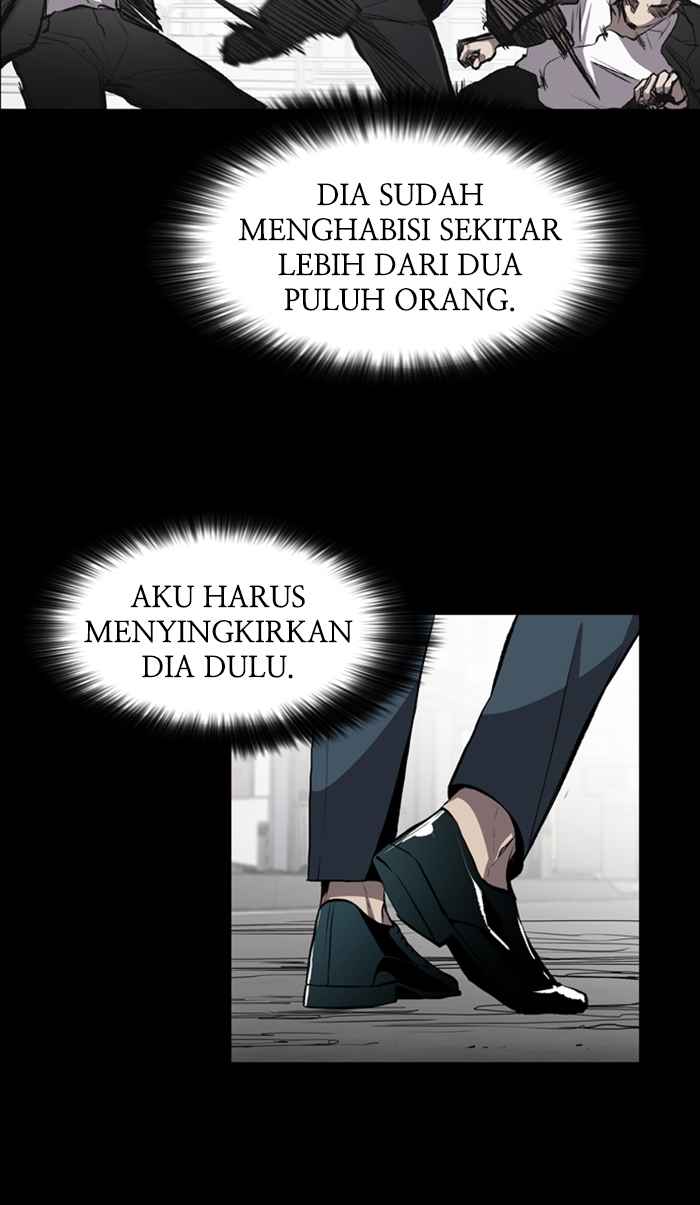 DIA SUDAH
MENGHABISI SEKITAR
LEBIH DARI DUA
PULUH ORANG.
AKU HARUS
MENYINGKIRKAN
DIA DULU.